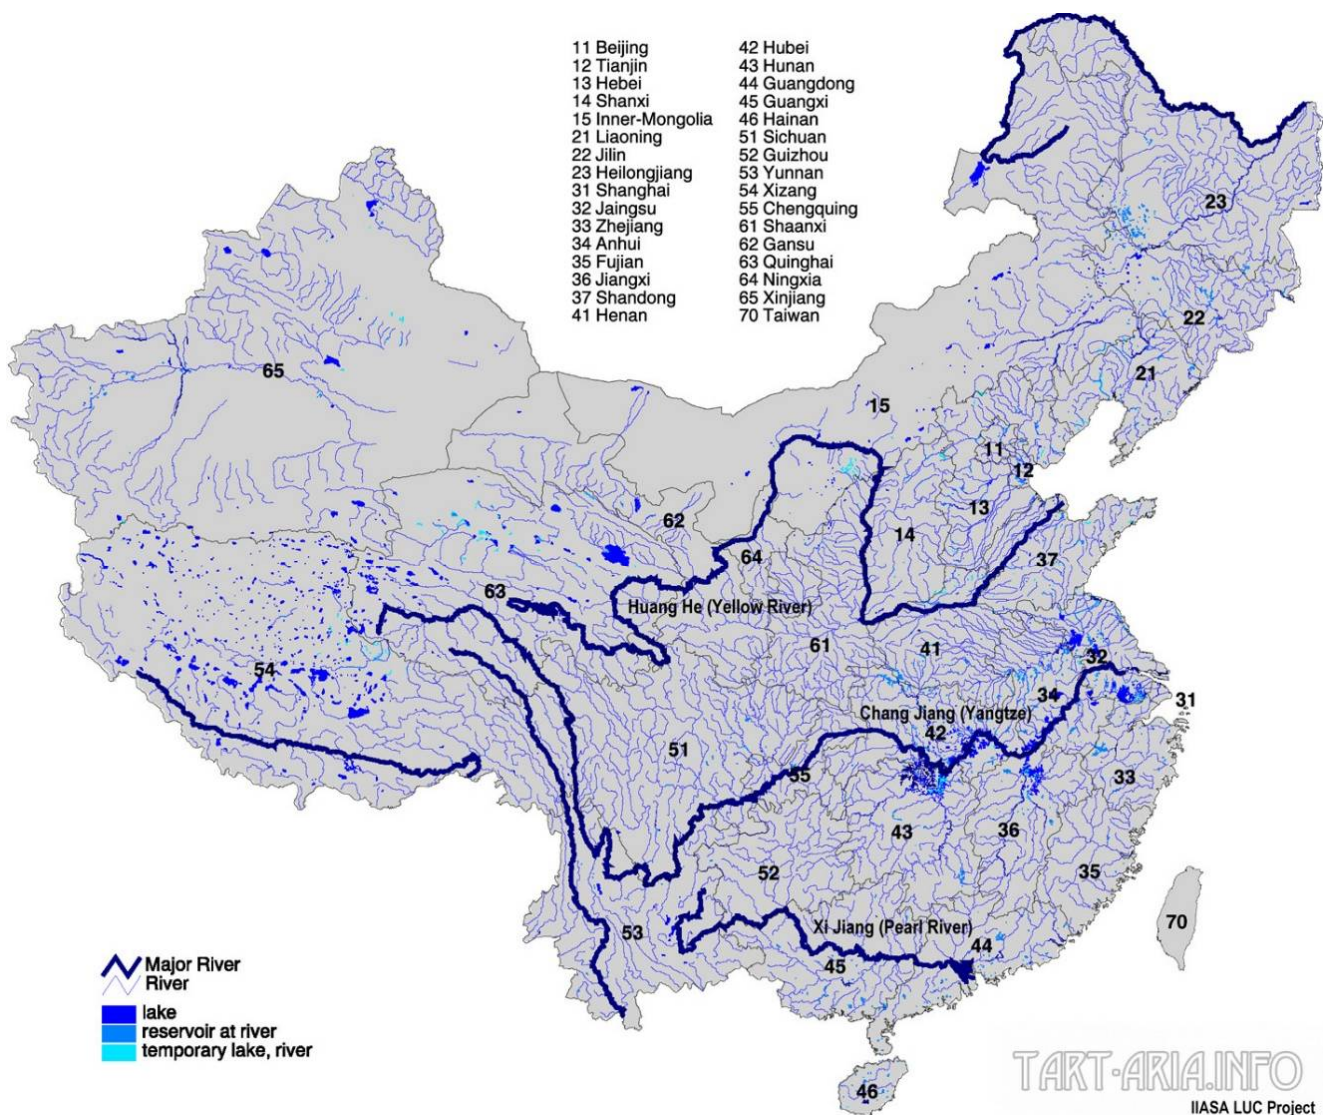 11 Beijing
12 Tianjin
13 Hebei
14 Shanxi
15 Inner-Mongolia
21 Liaoning
22 Jilin
23 Heilongjiang
31 Shanghai
32 Jaingsu
33 Zhejiang
34 Anhui
35 Fujian
36 Jiangxi
37 Shandong
41 Henan
42 Hubei
43 Hunan
44 Guangdong
45 Guangxi
46 Hainan
51 Sichuan
52 Guizhou
53 Yunnan
54 Xizang
55 Chengquing
61 Shaanxi
62 Gansu
63 Quinghai
64 Ningxia
65 Xinjiang
70 Taiwan
23
22
65
21
15
11
12
13
62
14
64
37
63
Huang He (Yellow River)
61
41
32
54
34
31
Chang Jiang (Yangtze)
42
51
55
33
43
36
52
35
Xi Jiang (Pearl River)
70
53
44
45
46
Major River
River
lake
reservoir at river
temporary lake, river
TART-ARIA.INFO
IIASA LUC Project